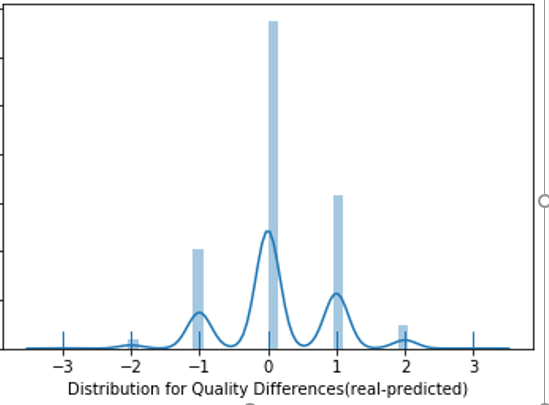 −3 −2 −1 0 1 2 3
Distribution for Quality Differences(real-predicted)